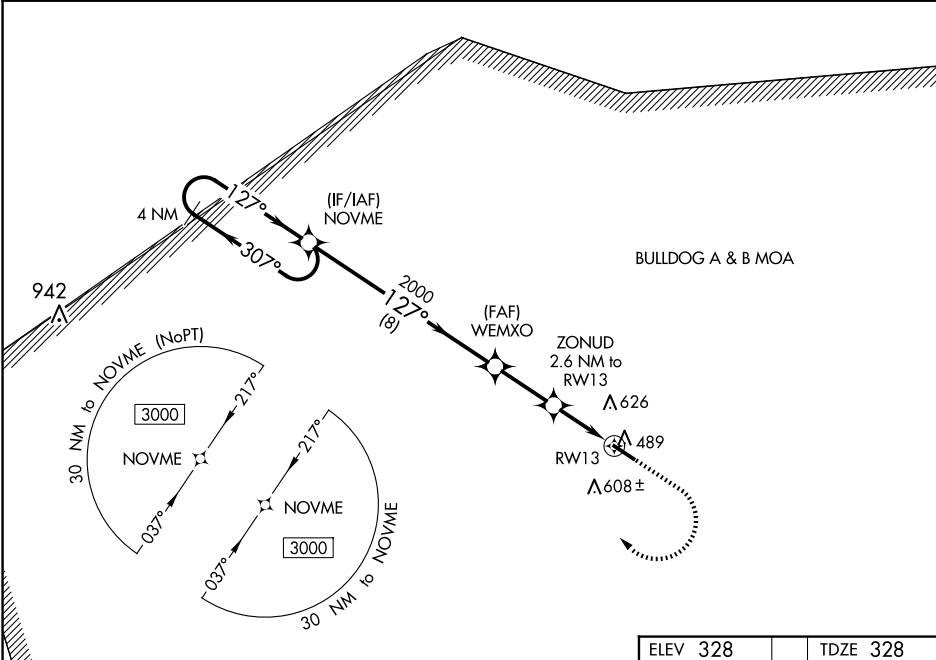 127°
(IF/IAF)
NOVME
4 NM
307°
BULLDOG A & B MOA
942
2000
127°
(8)
(FAF)
WEMXO
ZONUD
2.6 NM to
RW13
626
489
RW13
608 ±
30 NM to NOVME (NoPT)
217°
3000
NOVME
037°
217°
NOVME
3000
037°
30 NM to NOVME
ELEV 328
TDZE 328